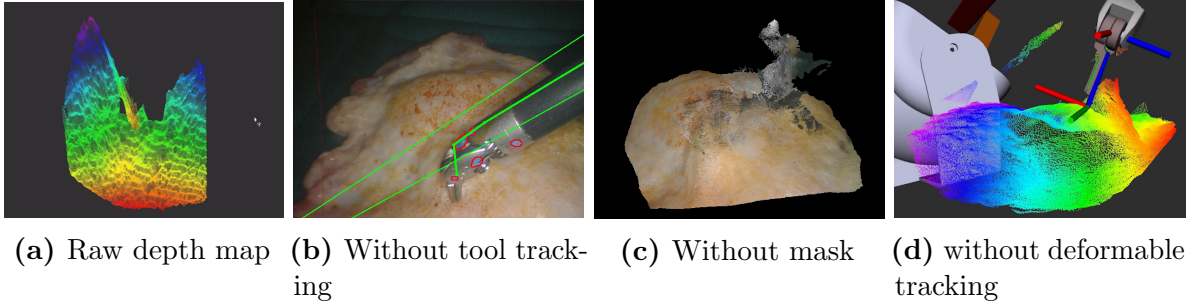 (a) Raw depth map
(b) Without tool track-
ing
(c) Without mask
(d) without deformable
tracking